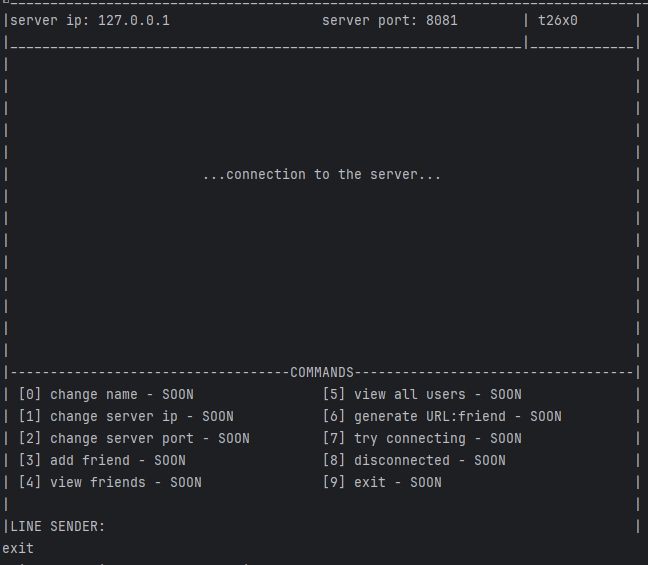 server ip: 127.0.0.1 server port: 8081 | t26x0
...connection to the server...
COMMANDS
[0] change name - SOON [5] view all users - SOON
[1] change server ip - SOON [6] generate URL:friend - SOON
[2] change server port - SOON [7] try connecting - SOON
[3] add friend - SOON [8] disconnected - SOON
[4] view friends - SOON [9] exit - SOON
LINE SENDER:
exit